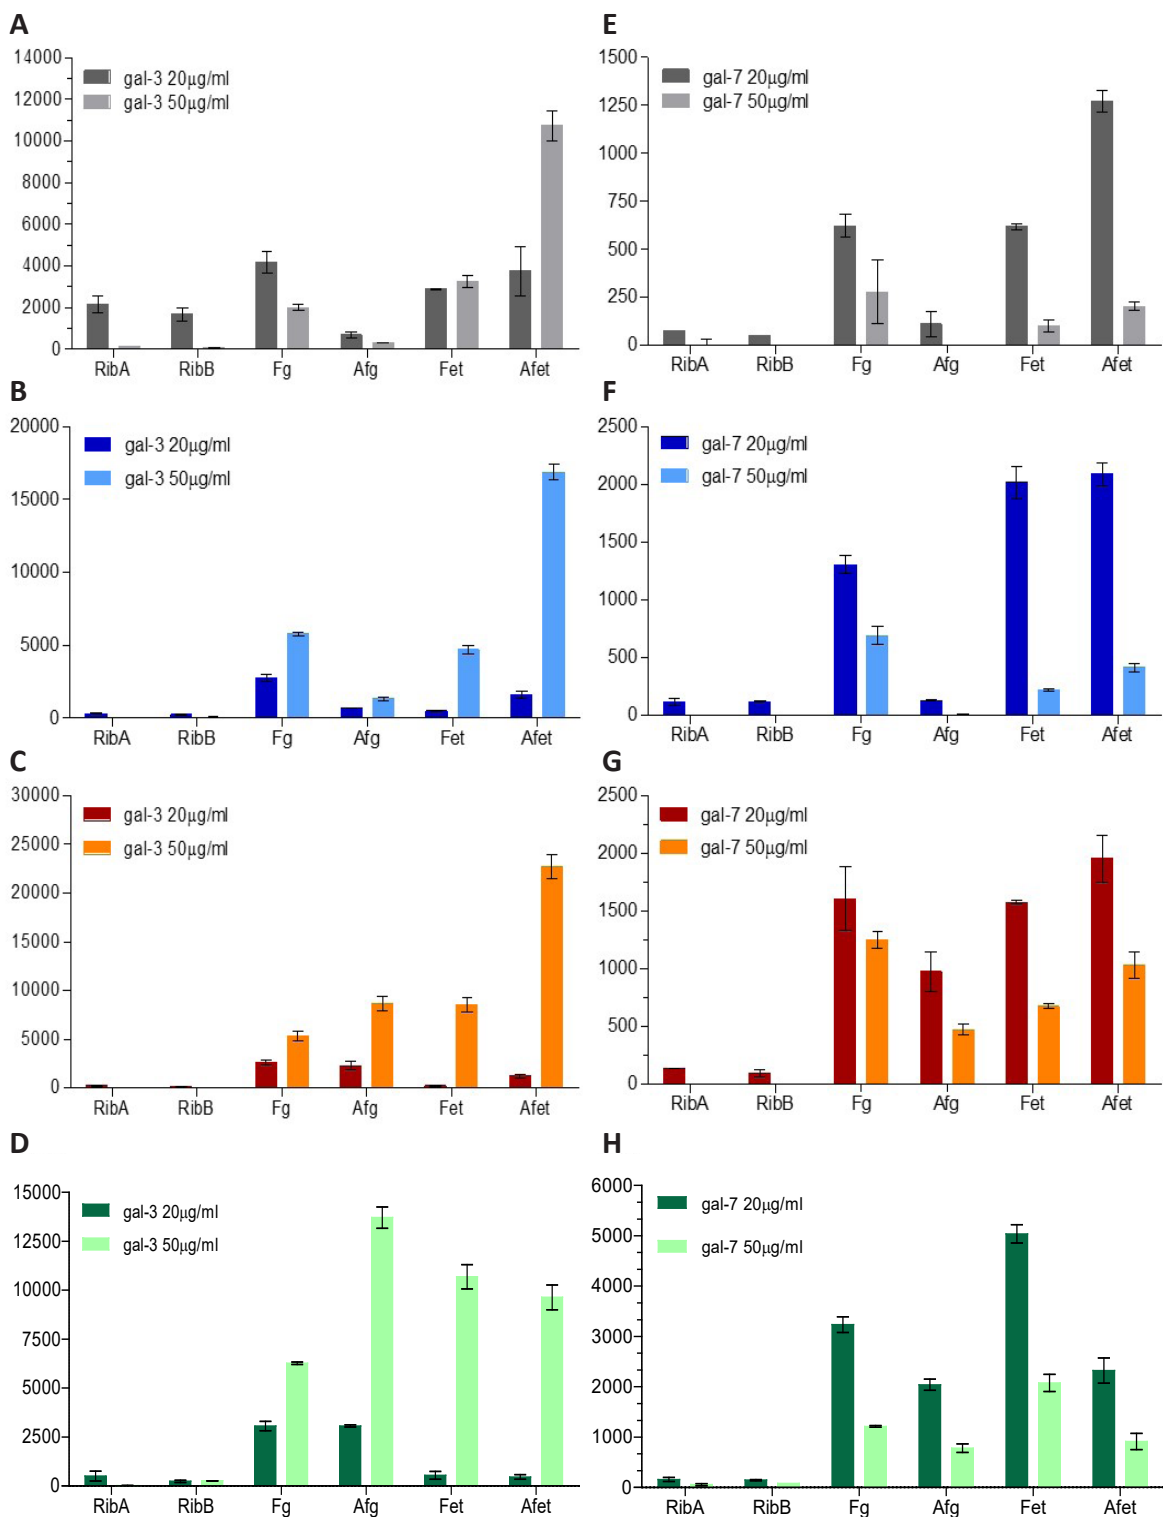 A
14000
12000
10000
8000
6000
4000
2000
0
gal-3 20µg/ml
gal-3 50µg/ml
RibA RibB Fg Afg Fet Afet
B
20000
15000
10000
5000
0
gal-3 20µg/ml
gal-3 50µg/ml
RibA RibB Fg Afg Fet Afet
C
30000
25000
20000
15000
10000
5000
0
gal-3 20µg/ml
gal-3 50µg/ml
RibA RibB Fg Afg Fet Afet
D
15000
12500
10000
7500
5000
2500
0
gal-3 20µg/ml
gal-3 50µg/ml
RibA RibB Fg Afg Fet Afet
E
1500
1250
1000
750
500
250
0
gal-7 20µg/ml
gal-7 50µg/ml
RibA RibB Fg Afg Fet Afet
F
2500
2000
1500
1000
500
0
gal-7 20µg/ml
gal-7 50µg/ml
RibA RibB Fg Afg Fet Afet
G
2500
2000
1500
1000
500
0
gal-7 20µg/ml
gal-7 50µg/ml
RibA RibB Fg Afg Fet Afet
H
6000
5000
4000
3000
2000
1000
0
gal-7 20µg/ml
gal-7 50µg/ml
RibA RibB Fg Afg Fet Afet